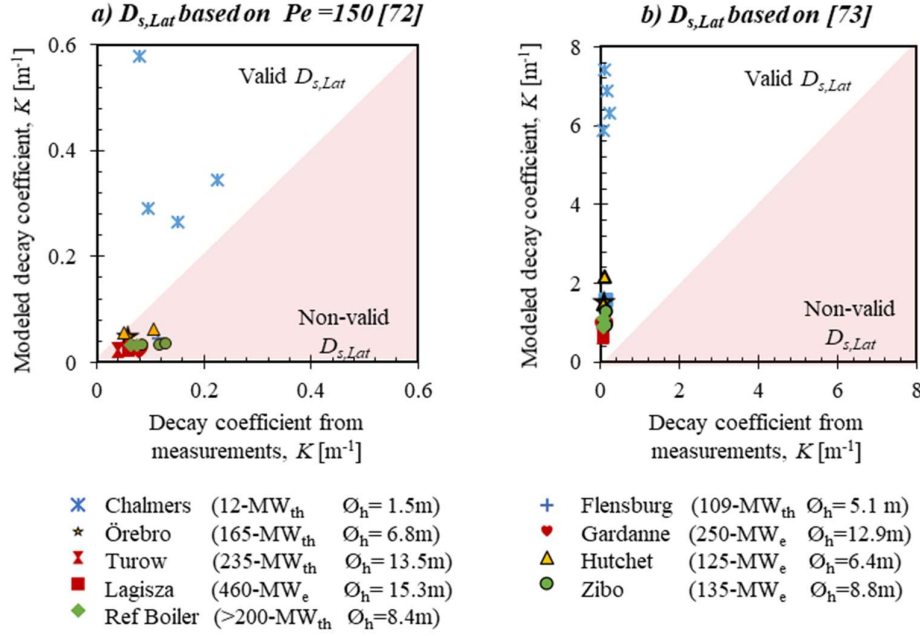 a) Ds,Lat based on Pe =150 [72]
b) Ds,Lat based on [73]
Modeled decay coefficient, K [m-1]
0.6
0.4
0.2
0
Valid Ds,Lat
Non-valid
Ds,Lat
0 0.2 0.4 0.6
Decay coefficient from
measurements, K [m-1]
Modeled decay coefficient, K [m-1]
8
6
4
2
0
Valid Ds,Lat
Non-valid
Ds,Lat
0 2 4 6 8
Decay coefficient from
measurements, K [m-1]
Chalmers (12-MWth Øh= 1.5m)
Örebro (165-MWth Øh= 6.8m)
Turow (235-MWth Øh= 13.5m)
Lagisza (460-MWe Øh= 15.3m)
Ref Boiler (>200-MWth Øh=8.4m)
Flensburg (109-MWth Øh= 5.1 m)
Gardanne (250-MWe Øh=12.9m)
Hutchet (125-MWe Øh=6.4m)
Zibo (135-MWe Øh=8.8m)